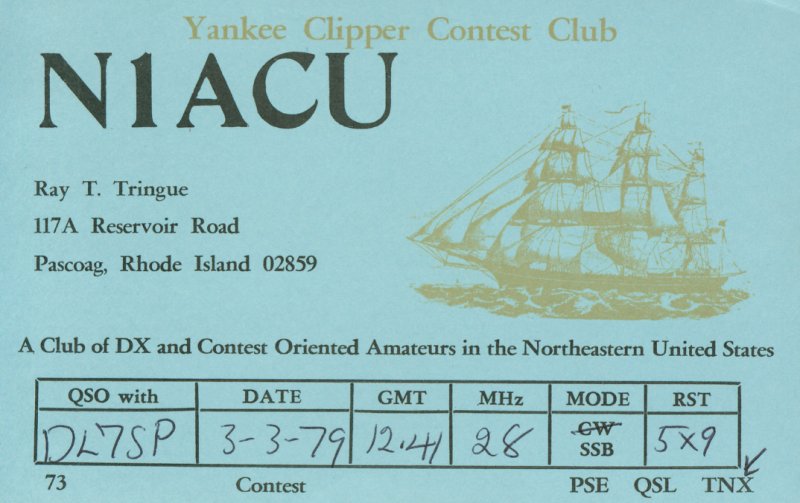 Yankee Clipper Contest Club
N1ACU
Ray T. Tringue
117A Reservoir Road
Pascoag, Rhode Island 02859
A Club of DX and Contest Oriented Amateurs in the Northeastern United States
QSO with DATE GMT MHz MODE RST
CW
DL7SP 3-3-79 12.41 28 SSB 5x9
73 Contest PSE QSL TNX